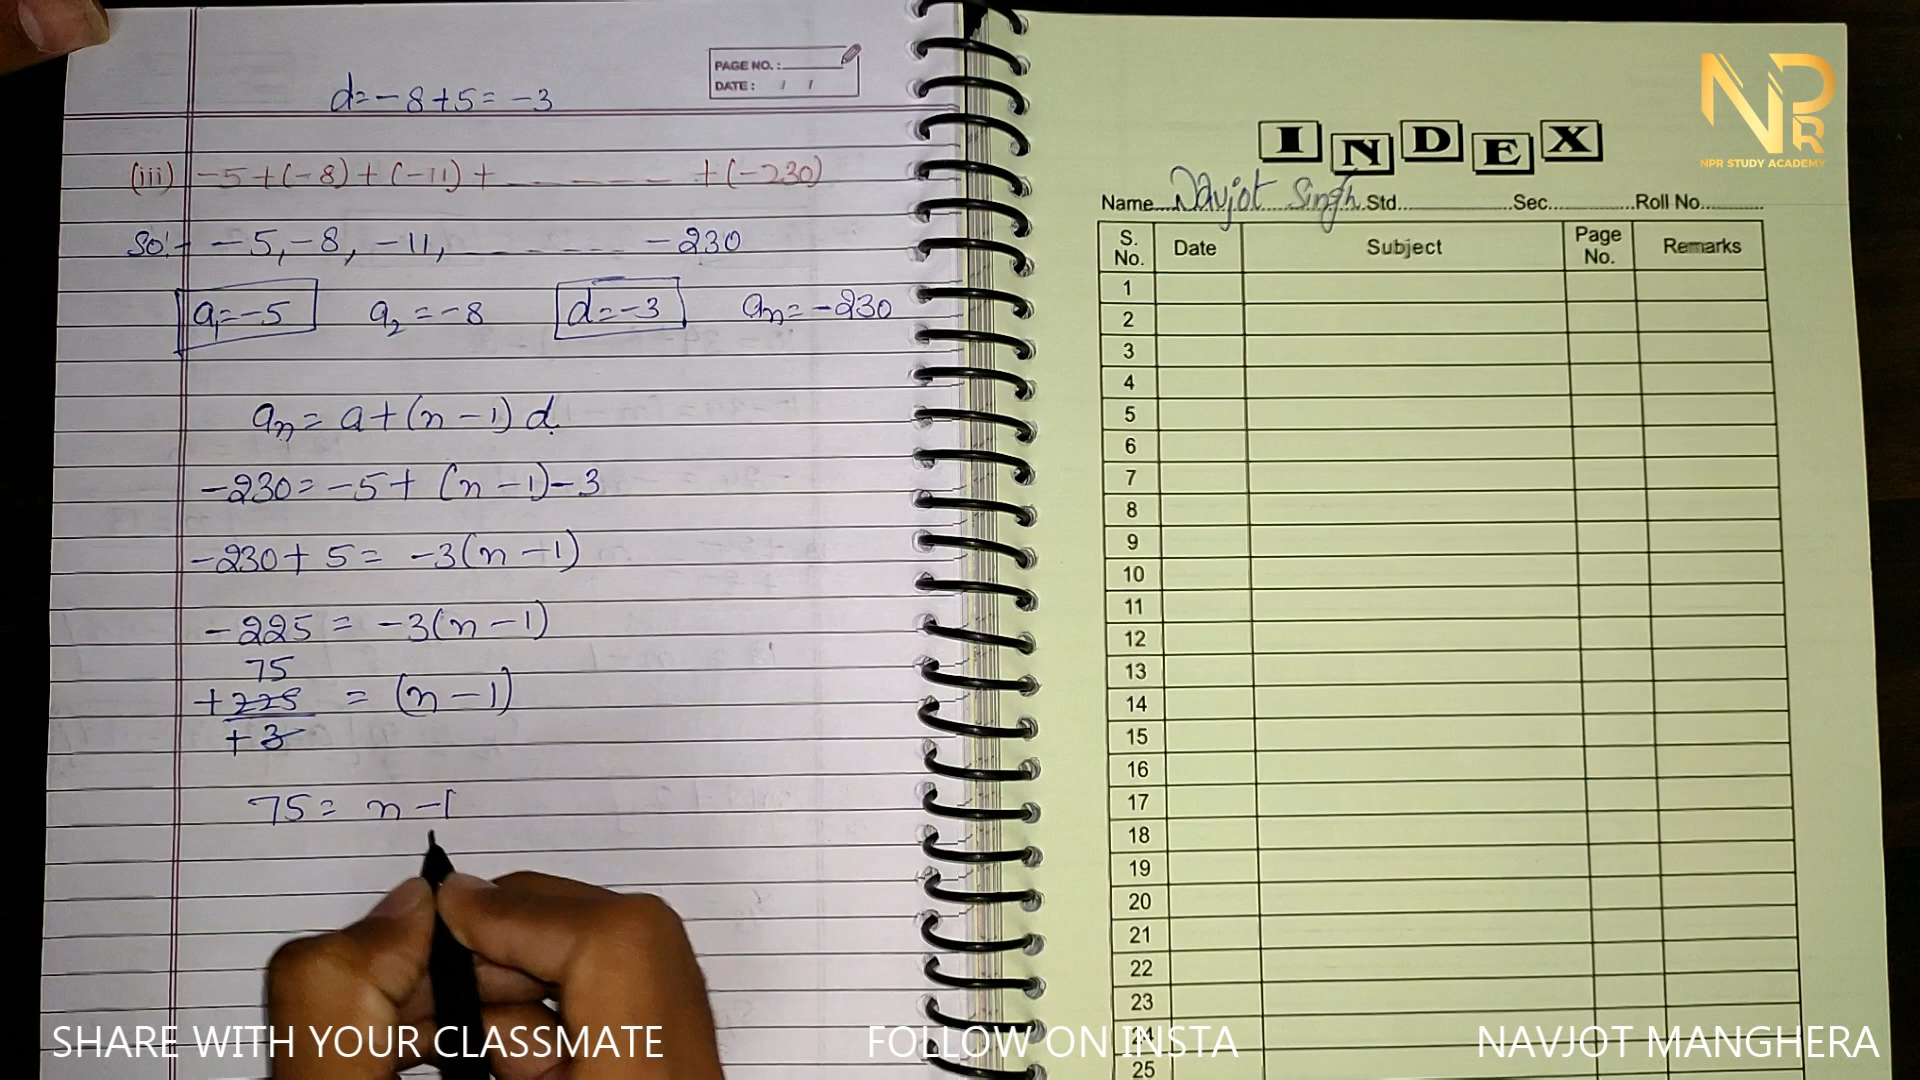 PAGE NO. :
DATE : / /
d=-8+5=-3
(iii) -5+(-8)+(-11)+ ------ +(-230)
So:- -5,-8,-11, ------ -230
a₁=-5 a₂=-8 d=-3 aₙ=-230
aₙ=a+(n-1)d
-230=-5+(n-1)-3
-230+5=-3(n-1)
-225=-3(n-1)
75
+225 = (n-1)
+3
75=n-1
NPR
NPR STUDY ACADEMY
INDEX
Name Navjot Singh Std. Sec. Roll No.
S. No. Date Subject Page No. Remarks
1
2
3
4
5
6
7
8
9
10
11
12
13
14
15
16
17
18
19
20
21
22
23
24
25
SHARE WITH YOUR CLASSMATE FOLLOW ON INSTA NAVJOT MANGHERA